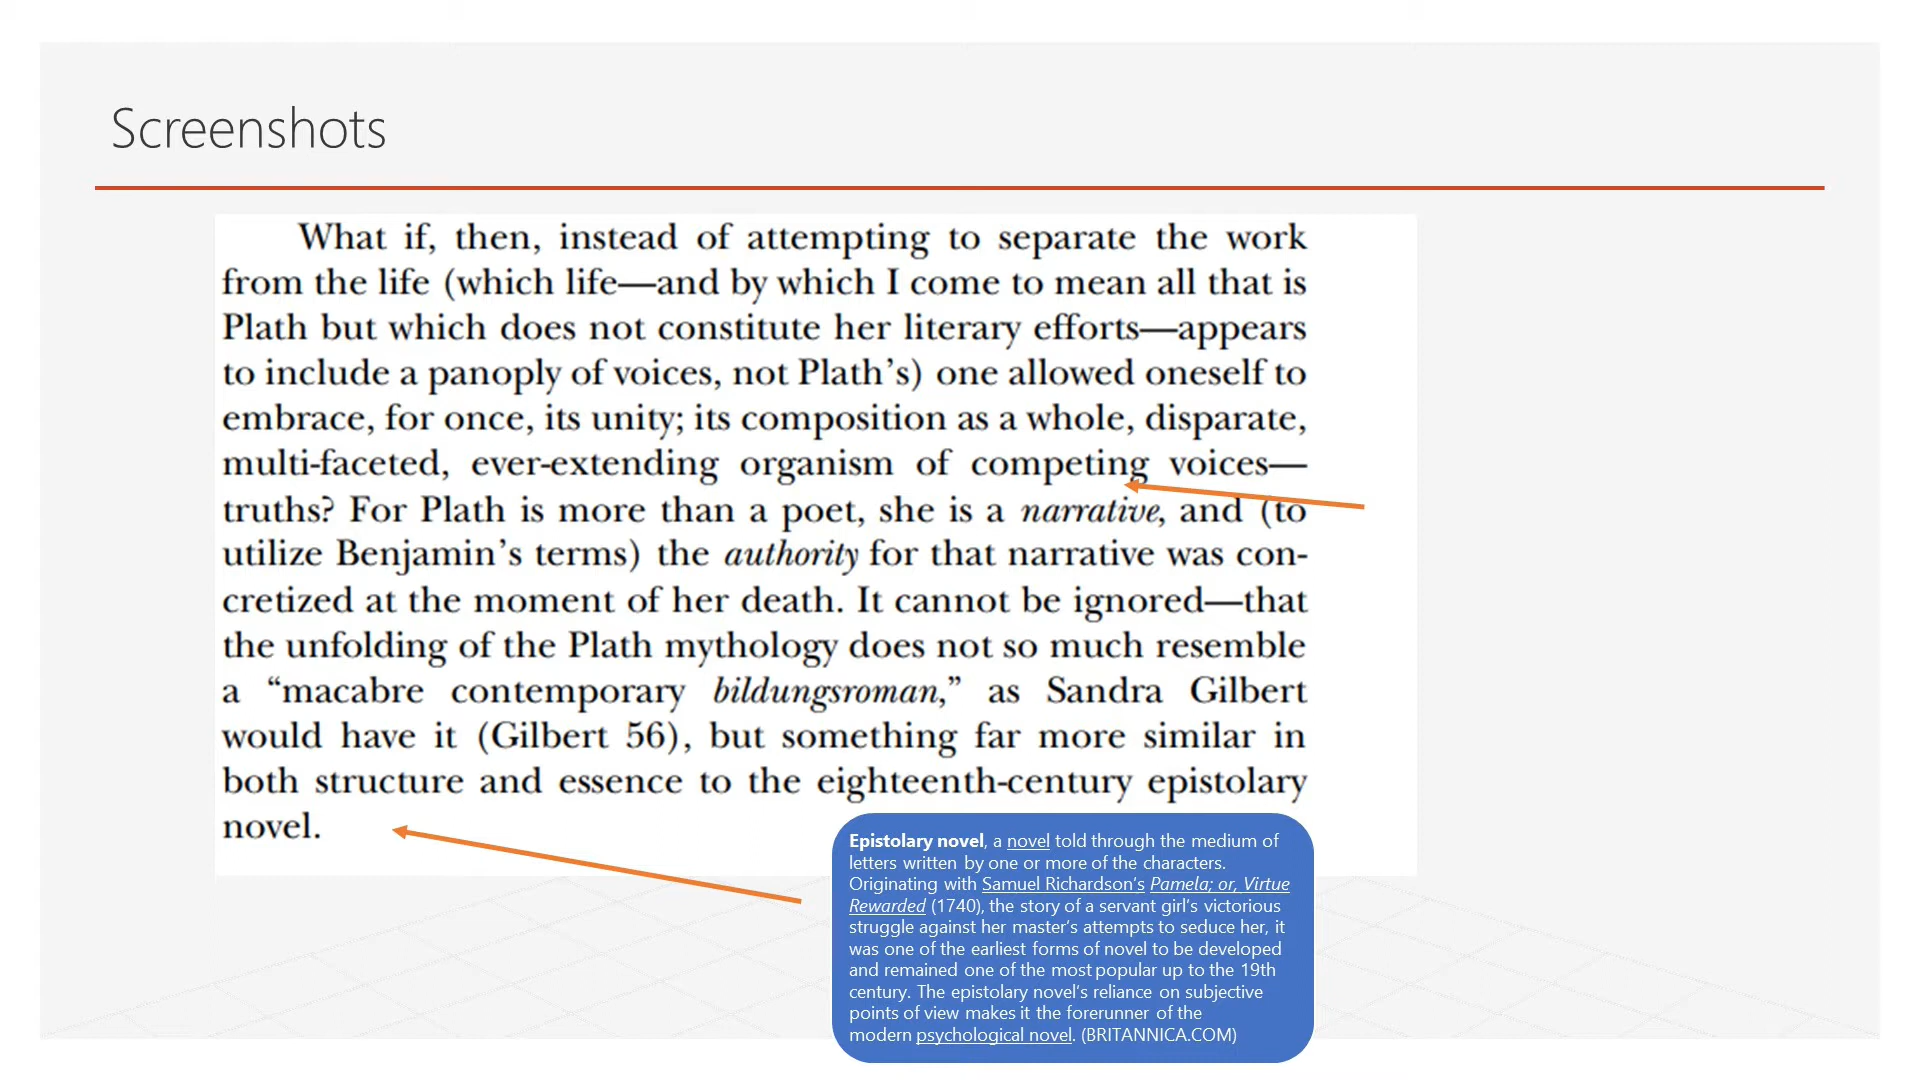 Screenshots
What if, then, instead of attempting to separate the work
from the life (which life—and by which I come to mean all that is
Plath but which does not constitute her literary efforts—appears
to include a panoply of voices, not Plath’s) one allowed oneself to
embrace, for once, its unity; its composition as a whole, disparate,
multi-faceted, ever-extending organism of competing voices—
truths? For Plath is more than a poet, she is a narrative, and (to
utilize Benjamin’s terms) the authority for that narrative was con-
cretized at the moment of her death. It cannot be ignored—that
the unfolding of the Plath mythology does not so much resemble
a “macabre contemporary bildungsroman,” as Sandra Gilbert
would have it (Gilbert 56), but something far more similar in
both structure and essence to the eighteenth-century epistolary
novel.
Epistolary novel, a novel told through the medium of
letters written by one or more of the characters.
Originating with Samuel Richardson’s Pamela; or, Virtue
Rewarded (1740), the story of a servant girl’s victorious
struggle against her master’s attempts to seduce her, it
was one of the earliest forms of novel to be developed
and remained one of the most popular up to the 19th
century. The epistolary novel’s reliance on subjective
points of view makes it the forerunner of the
modern psychological novel. (BRITANNICA.COM)